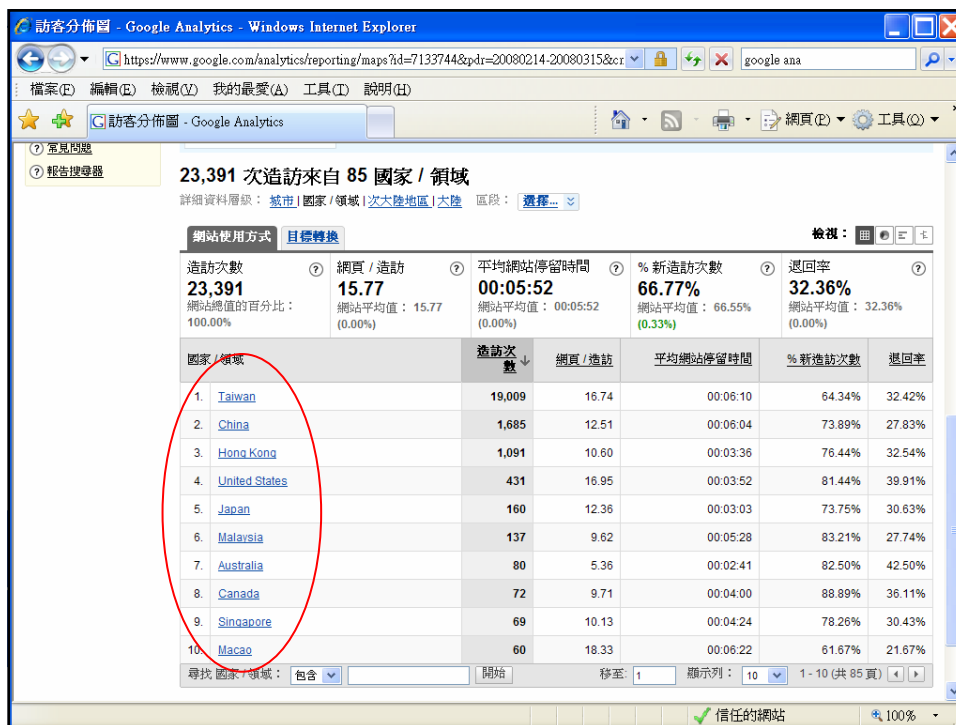 訪客分佈圖 - Google Analytics - Windows Internet Explorer
https://www.google.com/analytics/reporting/maps?id=7133744&pdr=20080214-20080315&cr
google ana
檔案(F) 編輯(E) 檢視(V) 我的最愛(A) 工具(T) 說明(H)
訪客分佈圖 - Google Analytics
網頁(P) 工具(O)
常見問題
報告搜尋器
23,391 次造訪來自 85 國家 / 領域
詳細資料層級： 城市 | 國家 / 領域 | 次大陸地區 | 大陸 區段： 選擇...
網站使用方式 目標轉換 檢視：
造訪次數 網頁 / 造訪 平均網站停留時間 % 新造訪次數 退回率
23,391 15.77 00:05:52 66.77% 32.36%
網站總值的百分比： 網站平均值： 15.77 網站平均值： 00:05:52 網站平均值： 66.55% 網站平均值： 32.36%
100.00% (0.00%) (0.00%) (0.33%) (0.00%)
國家 / 領域 造訪次數 ↓ 網頁 / 造訪 平均網站停留時間 % 新造訪次數 退回率
1. Taiwan 19,009 16.74 00:06:10 64.34% 32.42%
2. China 1,685 12.51 00:06:04 73.89% 27.83%
3. Hong Kong 1,091 10.60 00:03:36 76.44% 32.54%
4. United States 431 16.95 00:03:52 81.44% 39.91%
5. Japan 160 12.36 00:03:03 73.75% 30.63%
6. Malaysia 137 9.62 00:05:28 83.21% 27.74%
7. Australia 80 5.36 00:02:41 82.50% 42.50%
8. Canada 72 9.71 00:04:00 88.89% 36.11%
9. Singapore 69 10.13 00:04:24 78.26% 30.43%
10. Macao 60 18.33 00:06:22 61.67% 21.67%
尋找 國家 / 領域： 包含 開始 移至: 1 顯示列： 10 1 - 10 (共 85 頁)
信任的網站 100%